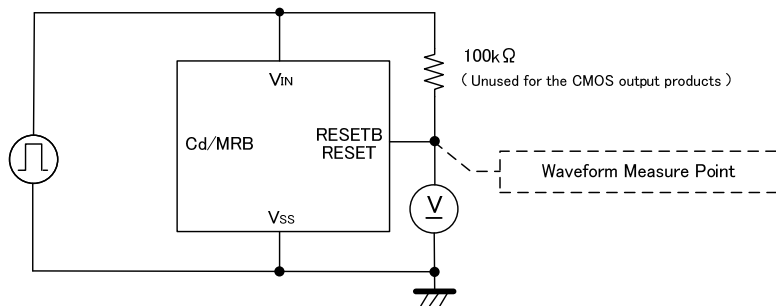 100kΩ
（Unused for the CMOS output products）
VIN
Cd/MRB
RESETB
RESET
Waveform Measure Point
V
VSS